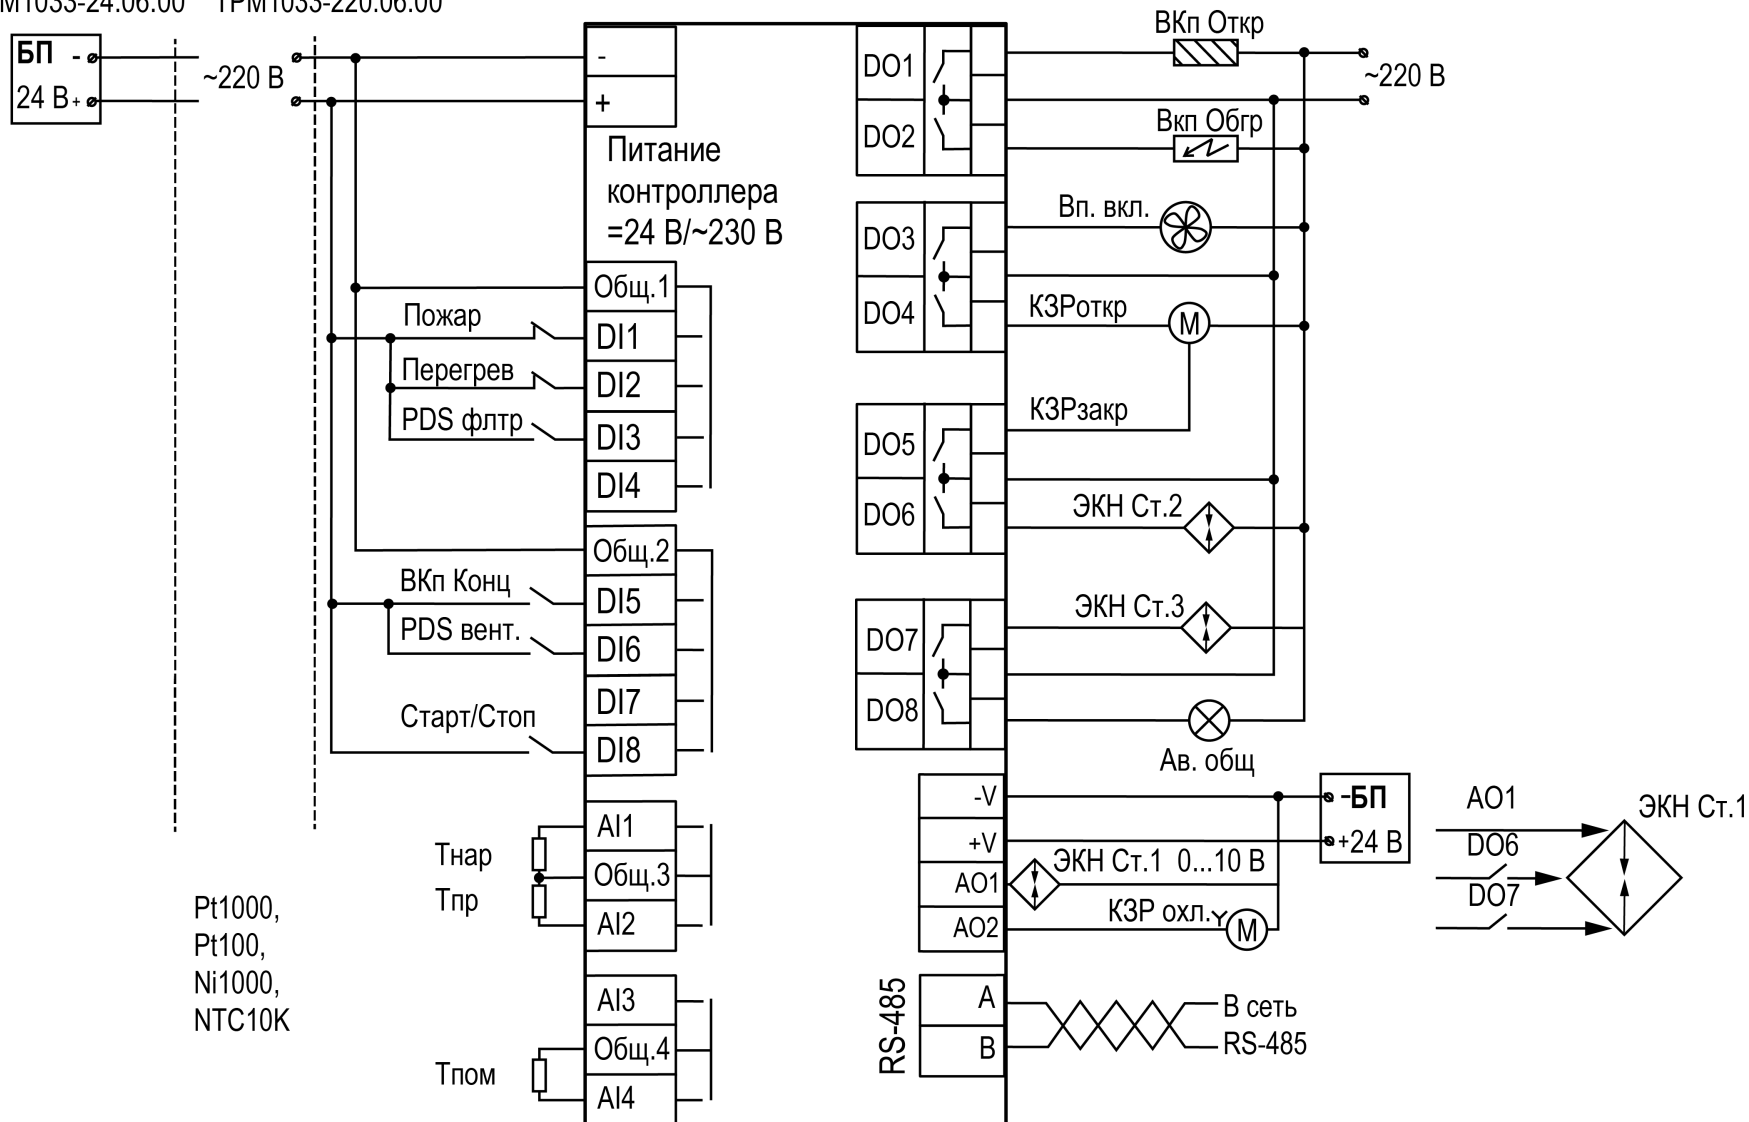 ТРМ1033-220.06.00
БП -
24 В +
~220 В
-
+
Питание
контроллера
=24 В/~230 В
Общ.1
Пожар
DI1
Перегрев
DI2
PDS флтр
DI3
DI4
Общ.2
ВКп Конц
DI5
PDS вент.
DI6
DI7
Старт/Стоп
DI8
AI1
Тнар
Общ.3
Тпр
AI2
Pt1000,
Pt100,
Ni1000,
NTC10K
AI3
Общ.4
Тпом
AI4
DO1
ВКп Откр
~220 В
DO2
Вкп Обгр
DO3
Вп. вкл.
DO4
КЗРоткр
М
КЗРзакр
DO5
DO6
ЭКН Ст.2
DO7
ЭКН Ст.3
DO8
Ав. общ
-V
-БП
+V
+24 В
AO1
ЭКН Ст.1 0...10 В
AO2
КЗР охл.
М
AO1
ЭКН Ст.1
DO6
DO7
RS-485
A
B
В сеть
RS-485